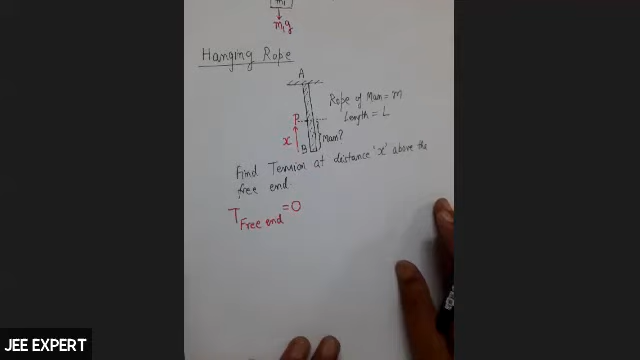 m₁
m₁g
Hanging Rope
A
Rope of Mass = m
Length = L
P
Mass?
x
B
Find Tension at distance 'x' above the
free end.
T Free end = 0
JEE EXPERT